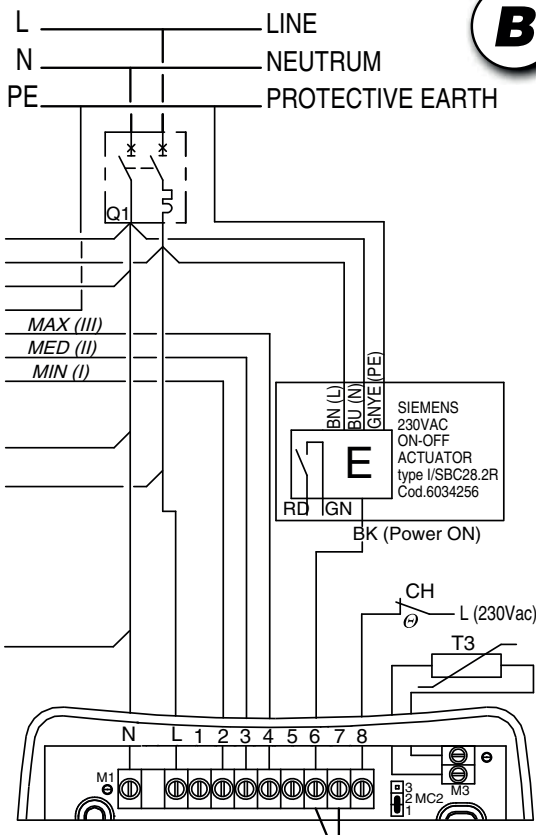 B
L LINE
N NEUTRUM
PE PROTECTIVE EARTH
Q1
MAX (III)
MED (II)
MIN (I)
BN (L)
BU (N)
GNYE (PE)
SIEMENS
230VAC
ON-OFF
ACTUATOR
type I/SBC28.2R
Cod.6034256
E
RD GN
BK (Power ON)
CH
Θ
L (230Vac)
T3
N L 1 2 3 4 5 6 7 8
M1
3
2
1
MC2
M3